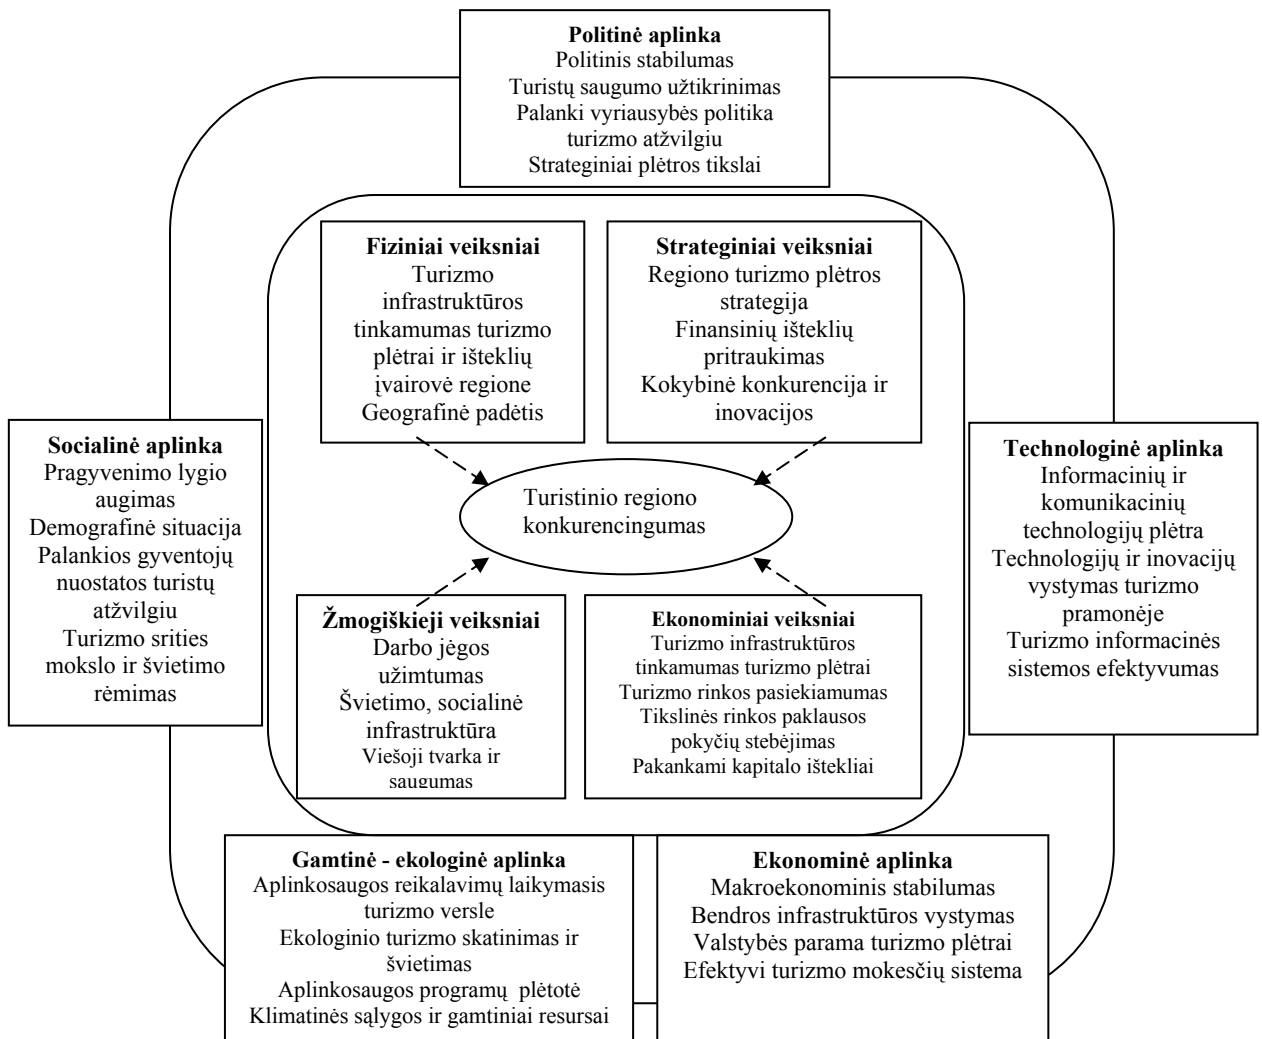 Politinė aplinka
Politinis stabilumas
Turistų saugumo užtikrinimas
Palanki vyriausybės politika
turizmo atžvilgiu
Strateginiai plėtros tikslai
Fiziniai veiksniai
Turizmo
infrastruktūros
tinkamumas turizmo
plėtrai ir išteklių
įvairovė regione
Geografinė padėtis
Strateginiai veiksniai
Regiono turizmo plėtros
strategija
Finansinių išteklių
pritraukimas
Kokybinė konkurencija ir
inovacijos
Socialinė aplinka
Pragyvenimo lygio
augimas
Demografinė situacija
Palankios gyventojų
nuostatos turistų
atžvilgiu
Turizmo srities
mokslo ir švietimo
rėmimas
Turistinio regiono
konkurencingumas
Technologinė aplinka
Informacinių ir
komunikacinių
technologijų plėtra
Technologijų ir inovacijų
vystymas turizmo
pramonėje
Turizmo informacinės
sistemos efektyvumas
Žmogiškieji veiksniai
Darbo jėgos
užimtumas
Švietimo, socialinė
infrastruktūra
Viešoji tvarka ir
saugumas
Ekonominiai veiksniai
Turizmo infrastruktūros
tinkamumas turizmo plėtrai
Turizmo rinkos pasiekiamumas
Tikslinės rinkos paklausos
pokyčių stebėjimas
Pakankami kapitalo ištekliai
Gamtinė - ekologinė aplinka
Aplinkosaugos reikalavimų laikymasis
turizmo versle
Ekologinio turizmo skatinimas ir
švietimas
Aplinkosaugos programų plėtotė
Klimatinės sąlygos ir gamtiniai resursai
Ekonominė aplinka
Makroekonominis stabilumas
Bendros infrastruktūros vystymas
Valstybės parama turizmo plėtrai
Efektyvi turizmo mokesčių sistema